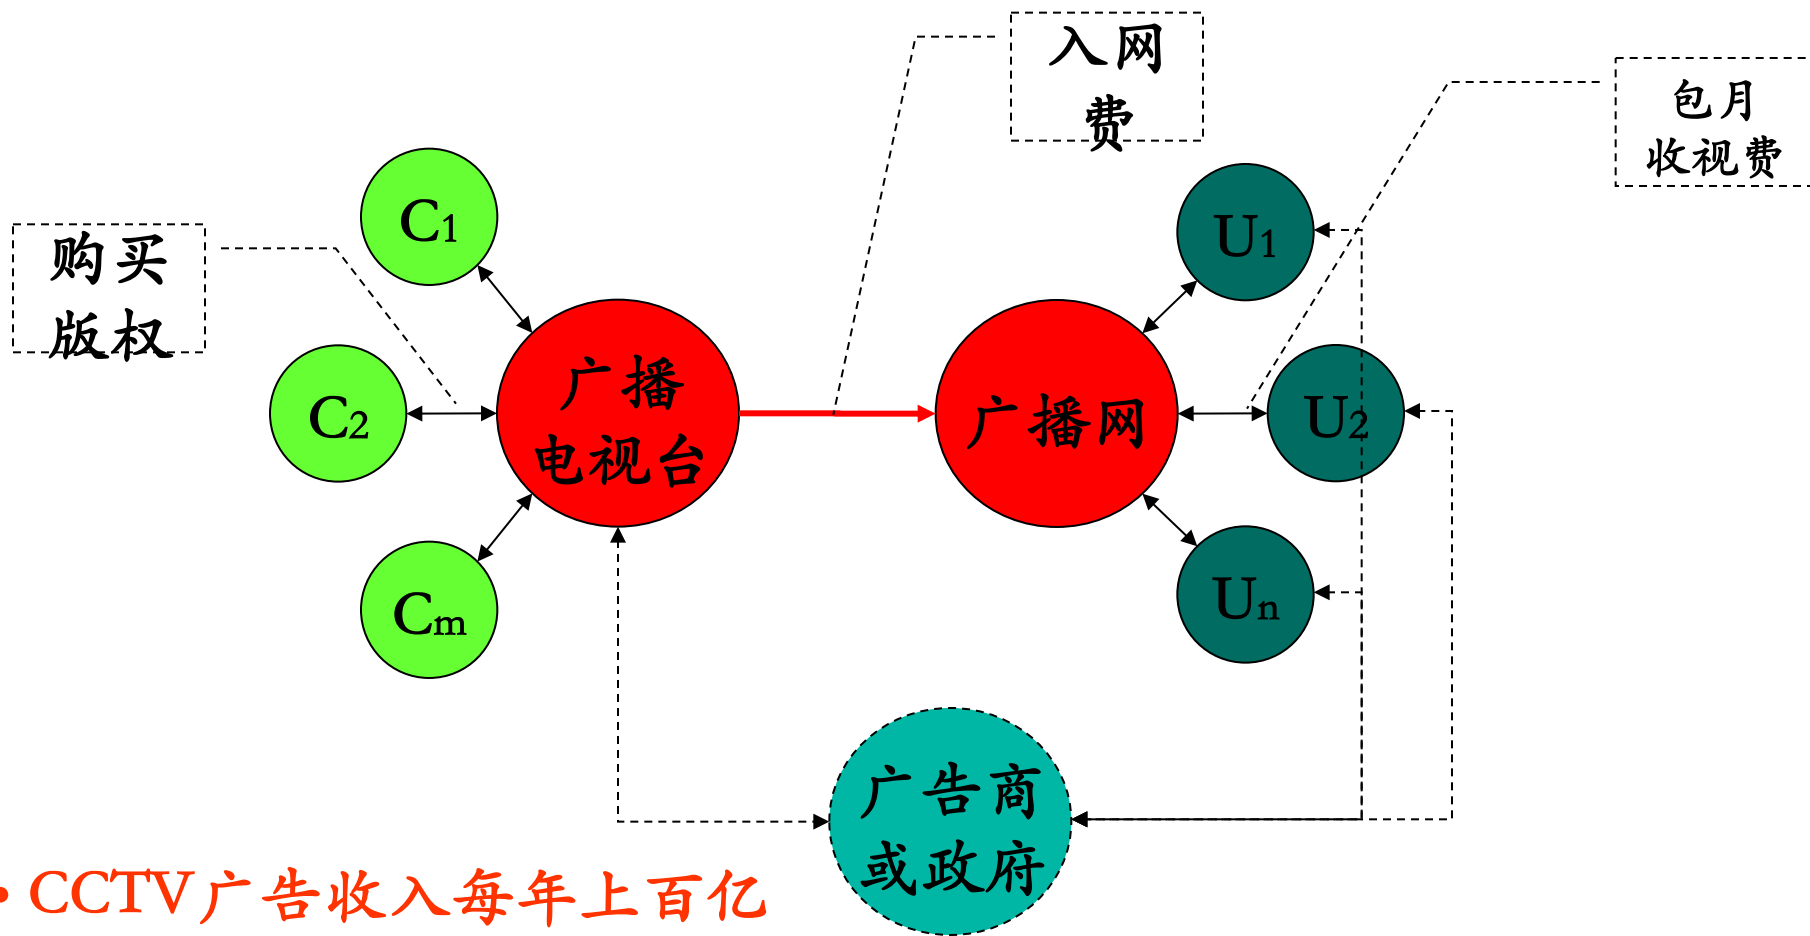 入网
费
包月
收视费
C1
U1
购买
版权
广播
电视台
广播网
C2
U2
Cm
Un
广告商
或政府
• CCTV广告收入每年上百亿